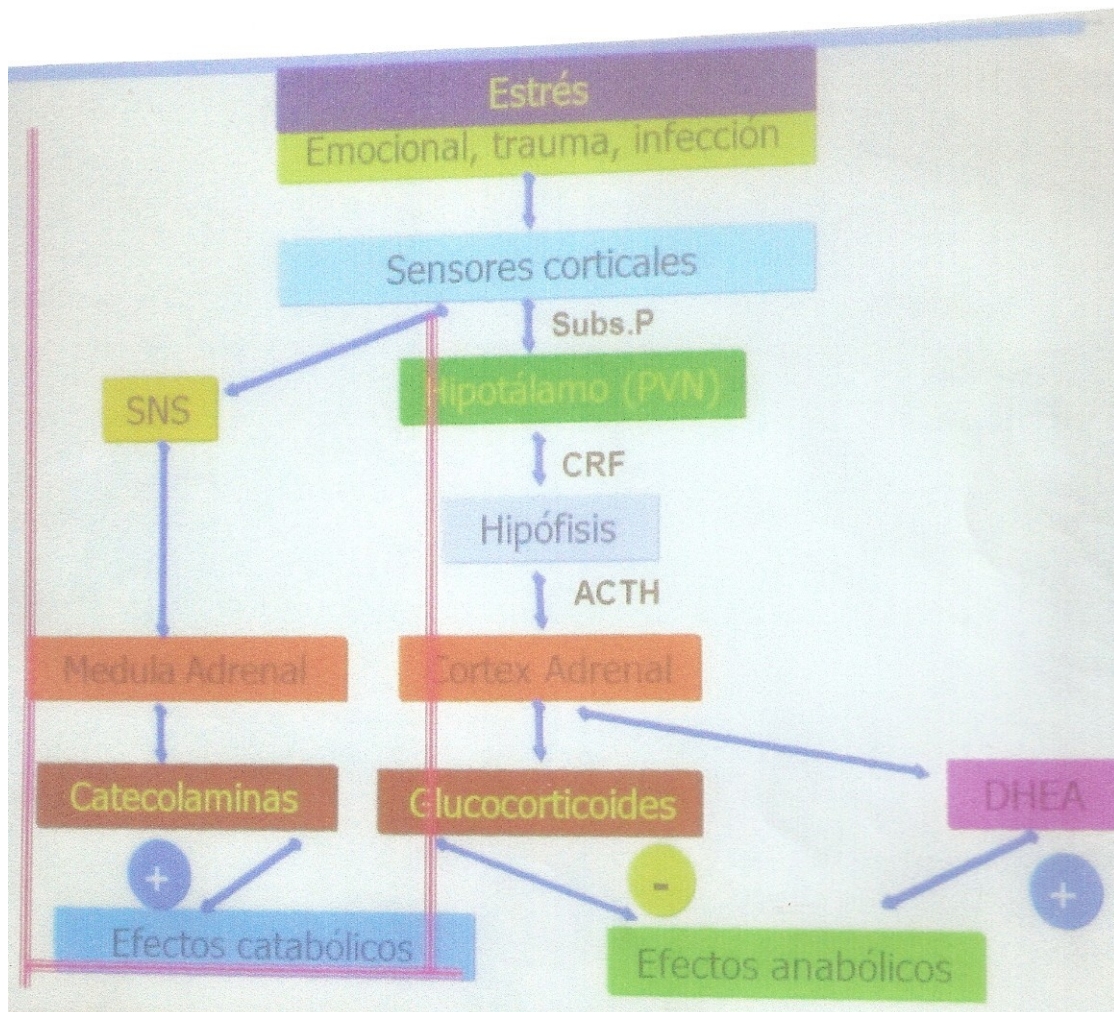 Estrés
Emocional, trauma, infección
Sensores corticales
Subs.P
SNS
Hipotálamo (PVN)
CRF
Hipófisis
ACTH
Medula Adrenal
Cortex Adrenal
Catecolaminas
Glucocorticoides
DHEA
+
-
+
Efectos catabólicos
Efectos anabólicos